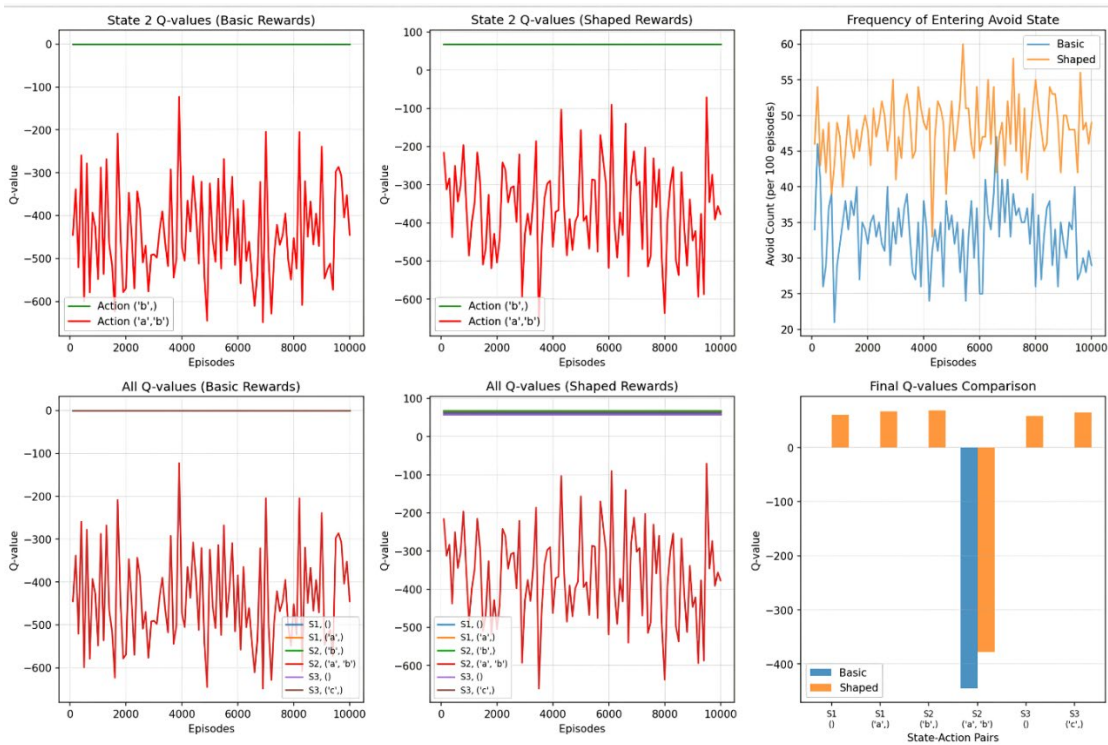 State 2 Q-values (Basic Rewards)
Q-value
0
−100
−200
−300
−400
−500
−600
Action ('b',)
Action ('a','b')
0
2000
4000
6000
8000
10000
Episodes
State 2 Q-values (Shaped Rewards)
Q-value
100
0
−100
−200
−300
−400
−500
−600
Action ('b',)
Action ('a','b')
0
2000
4000
6000
8000
10000
Episodes
Frequency of Entering Avoid State
Avoid Count (per 100 episodes)
60
55
50
45
40
35
30
25
20
Basic
Shaped
0
2000
4000
6000
8000
10000
Episodes
All Q-values (Basic Rewards)
Q-value
0
−100
−200
−300
−400
−500
−600
S1, ()
S1, ('a',)
S2, ('b',)
S2, ('a', 'b')
S3, ()
S3, ('c',)
0
2000
4000
6000
8000
10000
Episodes
All Q-values (Shaped Rewards)
Q-value
100
0
−100
−200
−300
−400
−500
−600
S1, ()
S1, ('a',)
S2, ('b',)
S2, ('a', 'b')
S3, ()
S3, ('c',)
0
2000
4000
6000
8000
10000
Episodes
Final Q-values Comparison
Q-value
0
−100
−200
−300
−400
Basic
Shaped
S1
()
S1
('a',)
S2
('b',)
S2
('a', 'b')
S3
()
S3
('c',)
State-Action Pairs